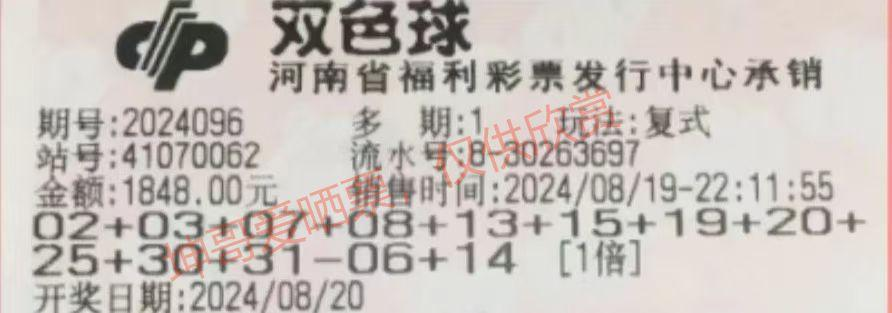 双色球
河南省福利彩票发行中心承销
期号:2024096 多 期:1 玩法:复式
站号:41070062 流水号:8-30263697
金额:1848.00元 销售时间:2024/08/19-22:11:55
02+03+07+08+13+15+19+20+
25+30+31-06+14 [1倍]
开奖日期:2024/08/20
坤哥爱晒票 仅供欣赏